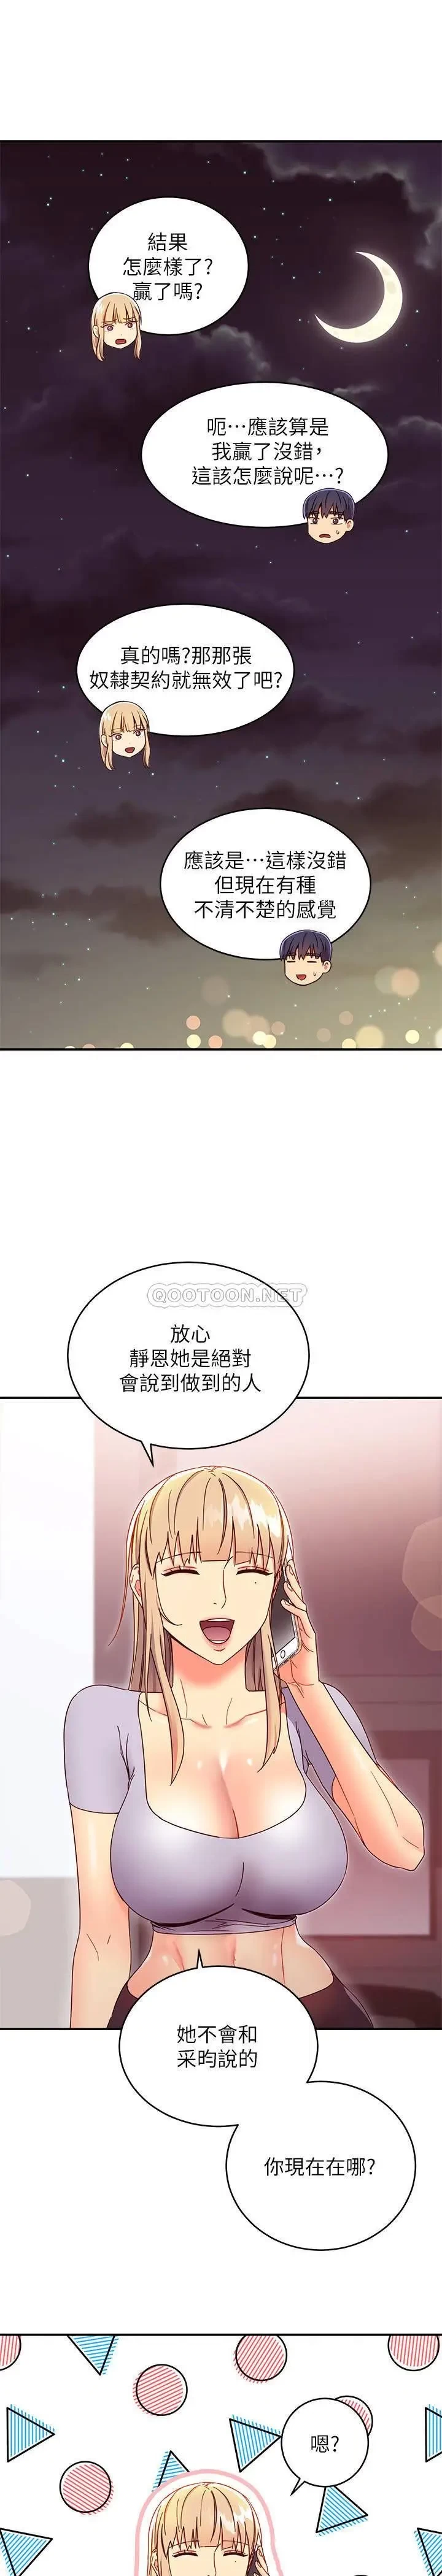 結果
怎麼樣了?
贏了嗎?
呃…應該算是
我贏了沒錯，
這該怎麼說呢…?
真的嗎?那那張
奴隸契約就無效了吧?
應該是…這樣沒錯
但現在有種
不清不楚的感覺
QOOTOON.NET
放心
靜恩她是絕對
會說到做到的人
她不會和
采昀說的
你現在在哪?
嗯?